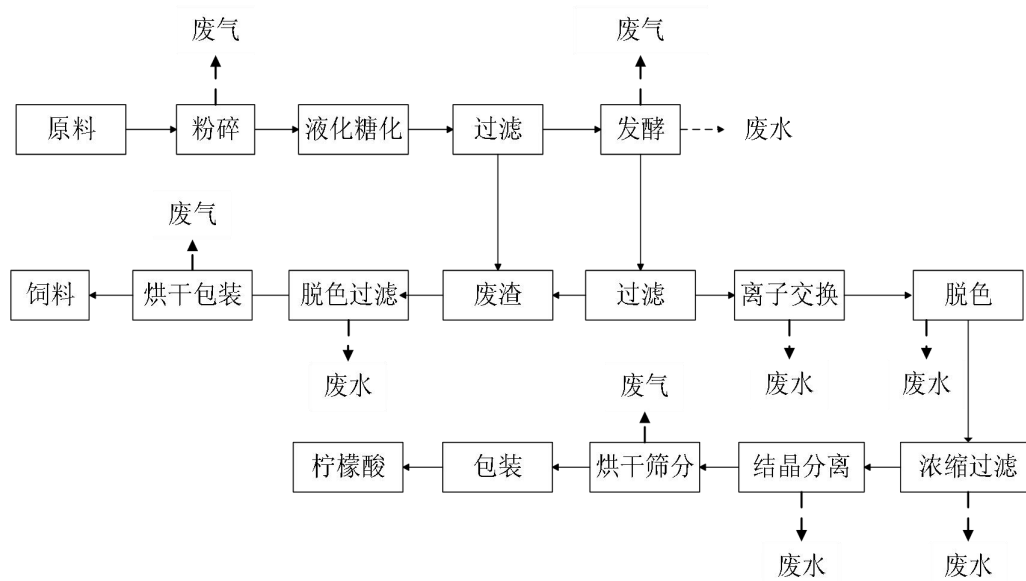 废气 废气
原料 粉碎 液化糖化 过滤 发酵 废水
废气
饲料 烘干包装 脱色过滤 废渣 过滤 离子交换 脱色
废水 废气 废水 废水
柠檬酸 包装 烘干筛分 结晶分离 浓缩过滤
废水 废水